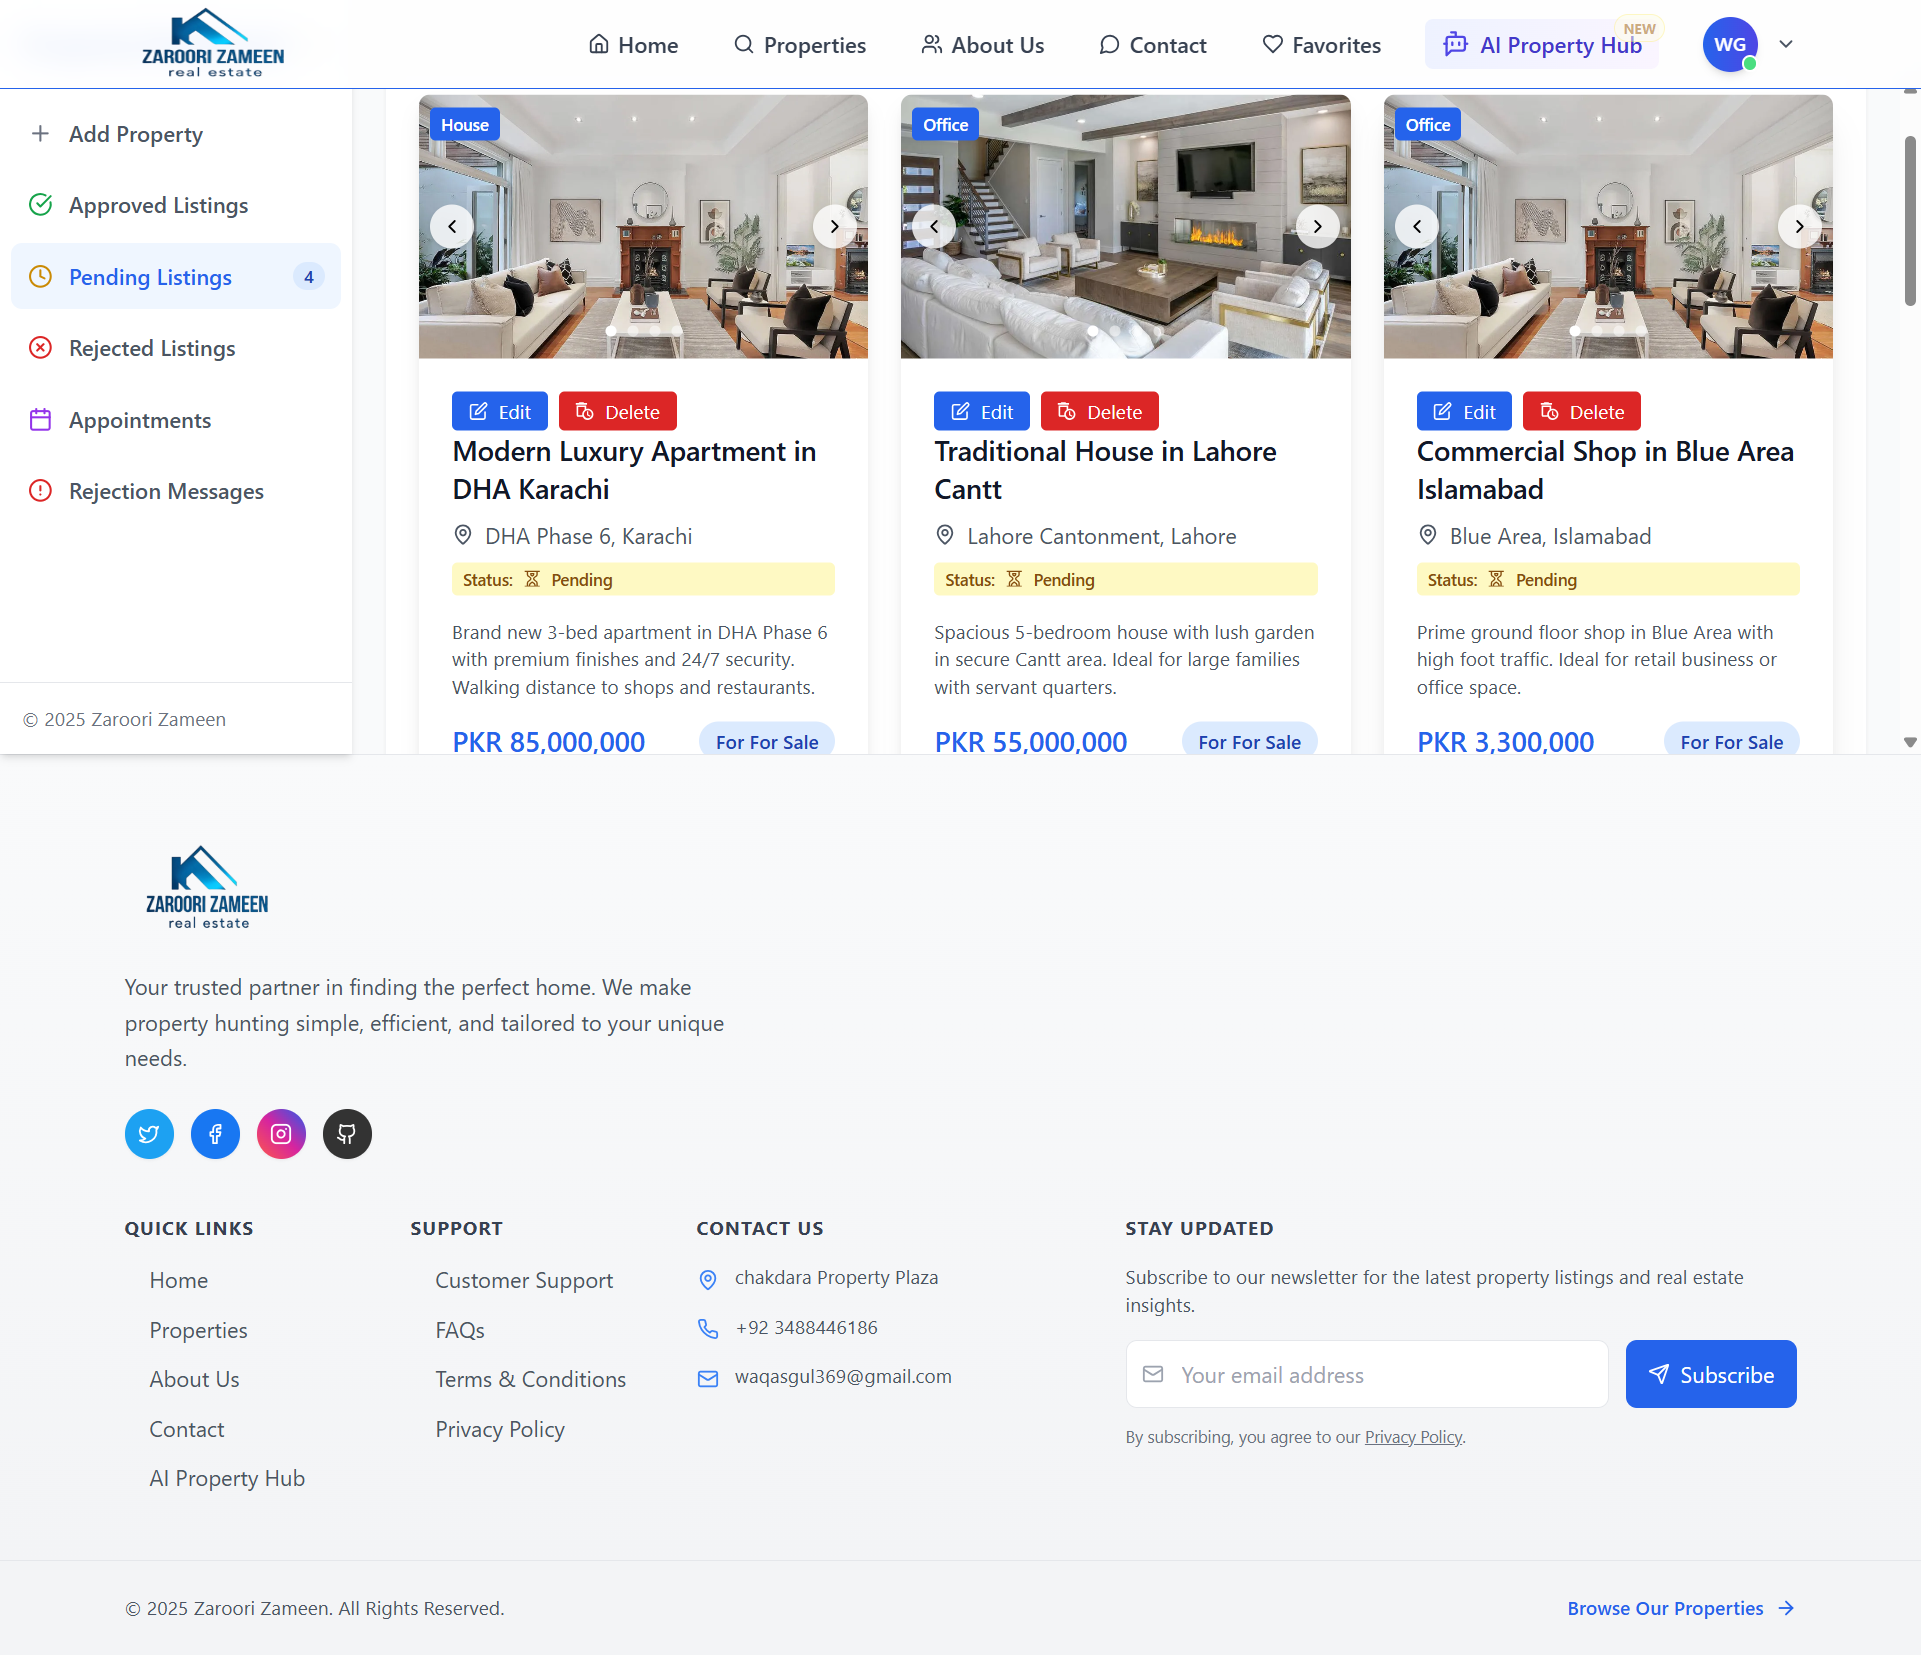 ZAROORI ZAMEEN
real estate
Home
Properties
About Us
Contact
Favorites
AI Property Hub
NEW
WG
Add Property
Approved Listings
Pending Listings
4
Rejected Listings
Appointments
Rejection Messages
© 2025 Zaroori Zameen
House
Edit
Delete
Modern Luxury Apartment in
DHA Karachi
DHA Phase 6, Karachi
Status: Pending
Brand new 3-bed apartment in DHA Phase 6
with premium finishes and 24/7 security.
Walking distance to shops and restaurants.
PKR 85,000,000
For For Sale
Office
Edit
Delete
Traditional House in Lahore
Cantt
Lahore Cantonment, Lahore
Status: Pending
Spacious 5-bedroom house with lush garden
in secure Cantt area. Ideal for large families
with servant quarters.
PKR 55,000,000
For For Sale
Office
Edit
Delete
Commercial Shop in Blue Area
Islamabad
Blue Area, Islamabad
Status: Pending
Prime ground floor shop in Blue Area with
high foot traffic. Ideal for retail business or
office space.
PKR 3,300,000
For For Sale
ZAROORI ZAMEEN
real estate
Your trusted partner in finding the perfect home. We make
property hunting simple, efficient, and tailored to your unique
needs.
QUICK LINKS
Home
Properties
About Us
Contact
AI Property Hub
SUPPORT
Customer Support
FAQs
Terms & Conditions
Privacy Policy
CONTACT US
chakdara Property Plaza
+92 3488446186
waqasgul369@gmail.com
STAY UPDATED
Subscribe to our newsletter for the latest property listings and real estate
insights.
Your email address
Subscribe
By subscribing, you agree to our Privacy Policy.
© 2025 Zaroori Zameen. All Rights Reserved.
Browse Our Properties